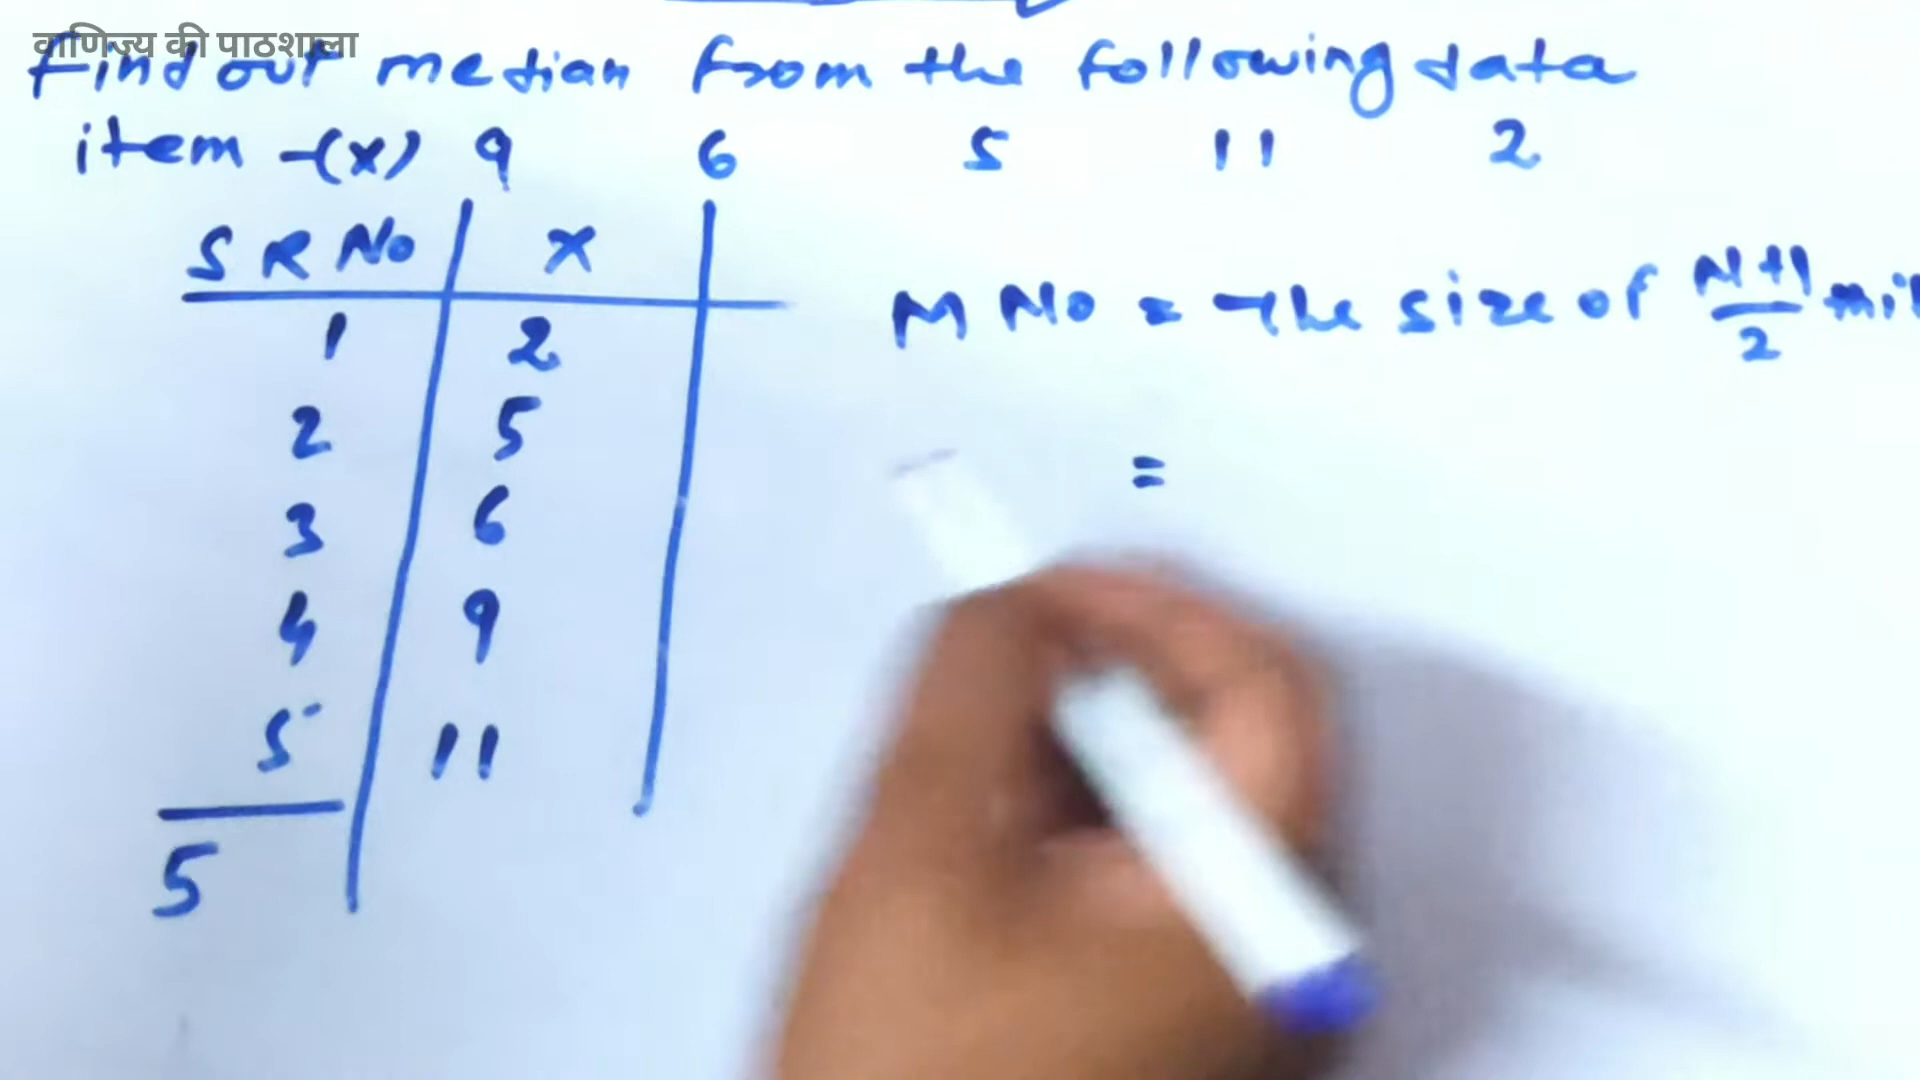 वाणिज्य की पाठशाला
Find out median from the following data
item -(x) 9 6 5 11 2
S R No X
1 2
2 5
3 6
4 9
5 11
5
M No = The size of N+1/2
=